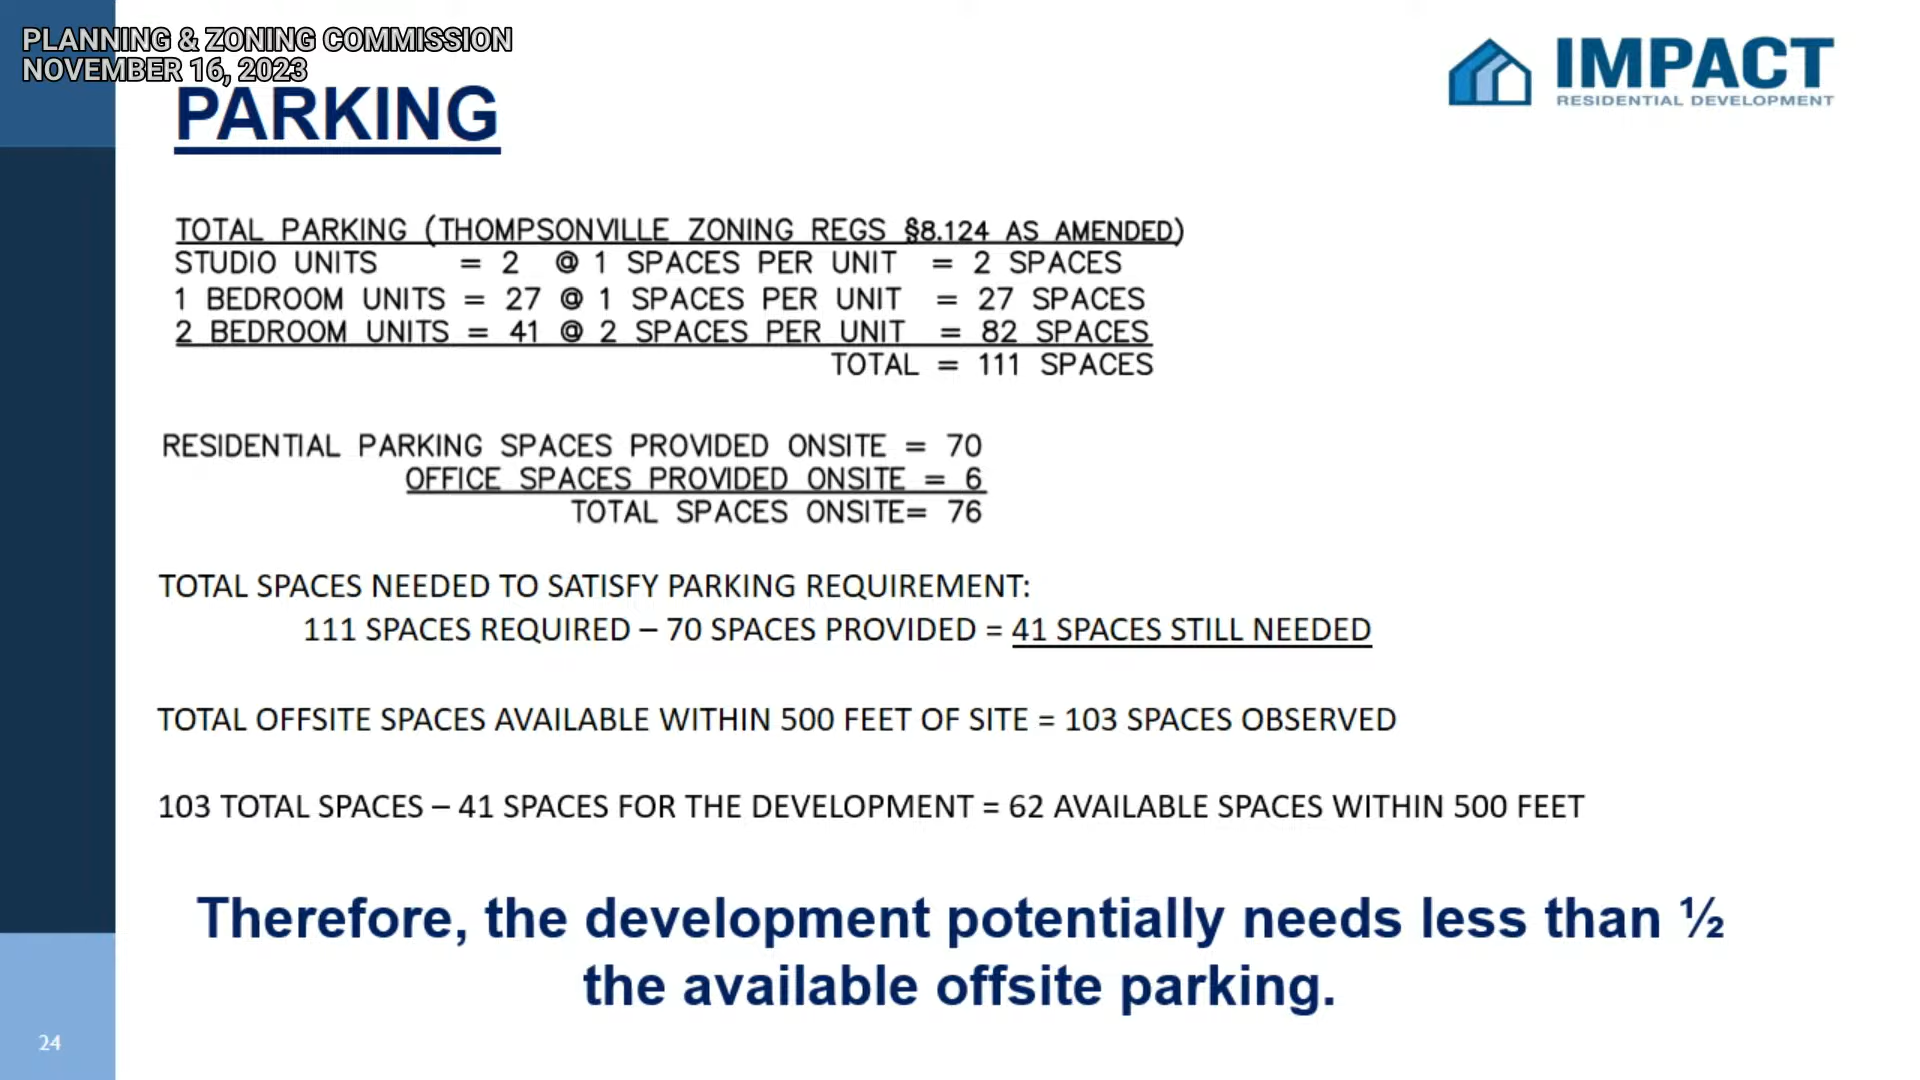 PLANNING & ZONING COMMISSION
NOVEMBER 16, 2023
PARKING
IMPACT
RESIDENTIAL DEVELOPMENT
TOTAL PARKING (THOMPSONVILLE ZONING REGS §8.124 AS AMENDED)
STUDIO UNITS = 2 @ 1 SPACES PER UNIT = 2 SPACES
1 BEDROOM UNITS = 27 @ 1 SPACES PER UNIT = 27 SPACES
2 BEDROOM UNITS = 41 @ 2 SPACES PER UNIT = 82 SPACES
TOTAL = 111 SPACES
RESIDENTIAL PARKING SPACES PROVIDED ONSITE = 70
OFFICE SPACES PROVIDED ONSITE = 6
TOTAL SPACES ONSITE= 76
TOTAL SPACES NEEDED TO SATISFY PARKING REQUIREMENT:
111 SPACES REQUIRED – 70 SPACES PROVIDED = 41 SPACES STILL NEEDED
TOTAL OFFSITE SPACES AVAILABLE WITHIN 500 FEET OF SITE = 103 SPACES OBSERVED
103 TOTAL SPACES – 41 SPACES FOR THE DEVELOPMENT = 62 AVAILABLE SPACES WITHIN 500 FEET
Therefore, the development potentially needs less than ½
the available offsite parking.
24